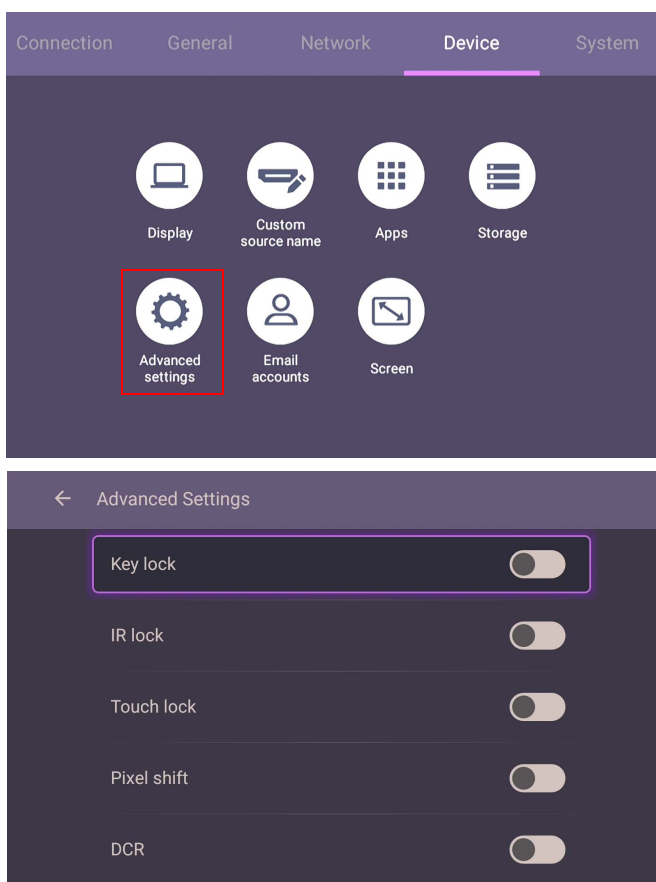 Connection General Network Device System
Display
Custom
source name
Apps
Storage
Advanced
settings
Email
accounts
Screen
Advanced Settings
Key lock
IR lock
Touch lock
Pixel shift
DCR